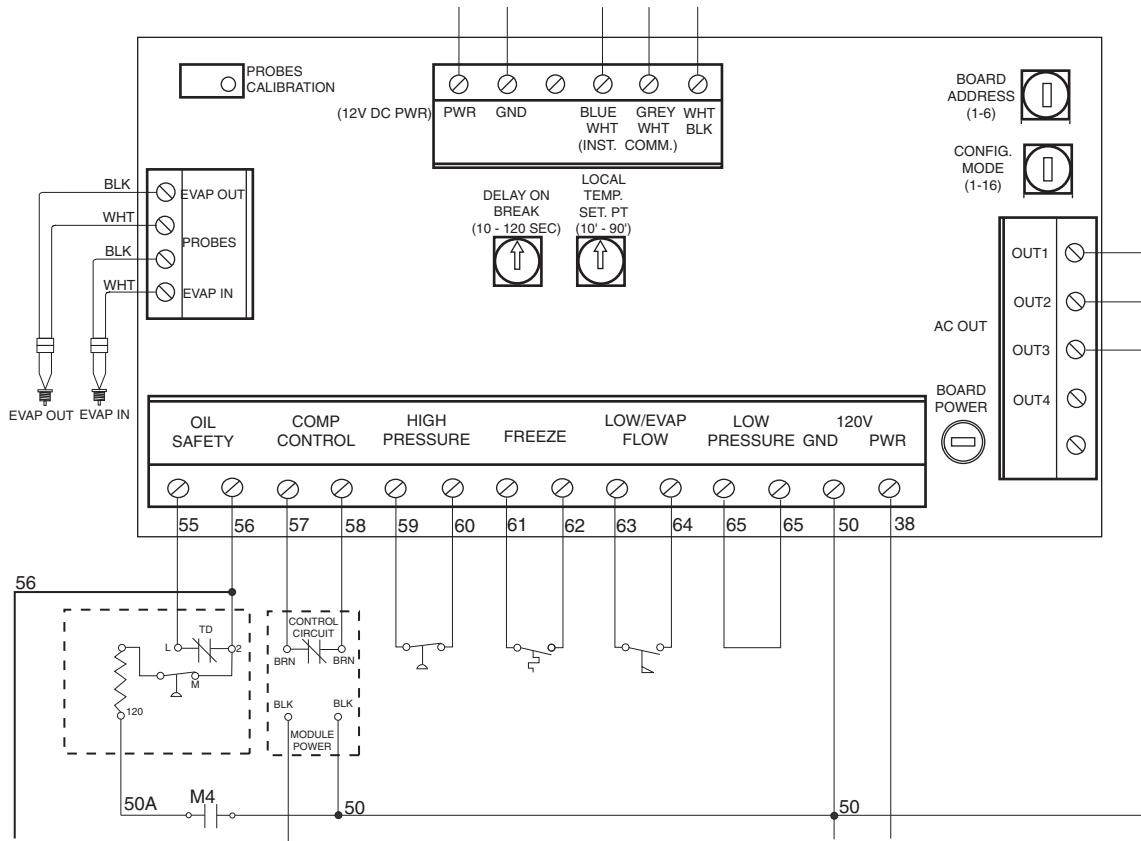 PROBES
CALIBRATION
(12V DC PWR)
PWR
GND
BLUE
WHT
(INST.
GREY
WHT
COMM.)
WHT
BLK
BOARD
ADDRESS
(1-6)
CONFIG.
MODE
(1-16)
DELAY ON
BREAK
(10 - 120 SEC)
LOCAL
TEMP.
SET. PT
(10' - 90')
BLK
WHT
BLK
WHT
EVAP OUT
PROBES
EVAP IN
EVAP OUT
EVAP IN
AC OUT
OUT1
OUT2
OUT3
OUT4
BOARD
POWER
OIL
SAFETY
COMP
CONTROL
HIGH
PRESSURE
FREEZE
LOW/EVAP
FLOW
LOW
PRESSURE
120V
GND
PWR
55
56
57
58
59
60
61
62
63
64
65
65
50
38
56
TD
L
2
M
120
CONTROL
CIRCUIT
BRN
BRN
BLK
BLK
MODULE
POWER
50A
M4
50
50